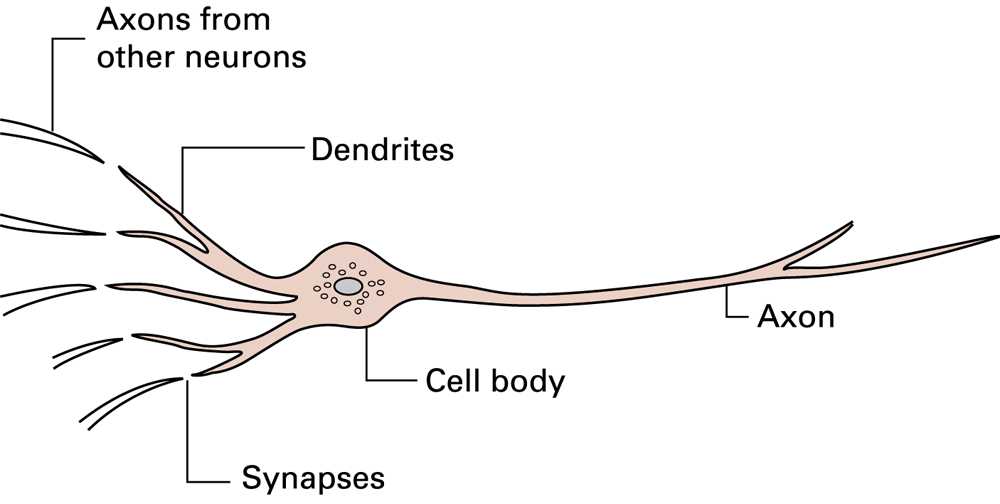 Axons from
other neurons
Dendrites
Axon
Cell body
Synapses